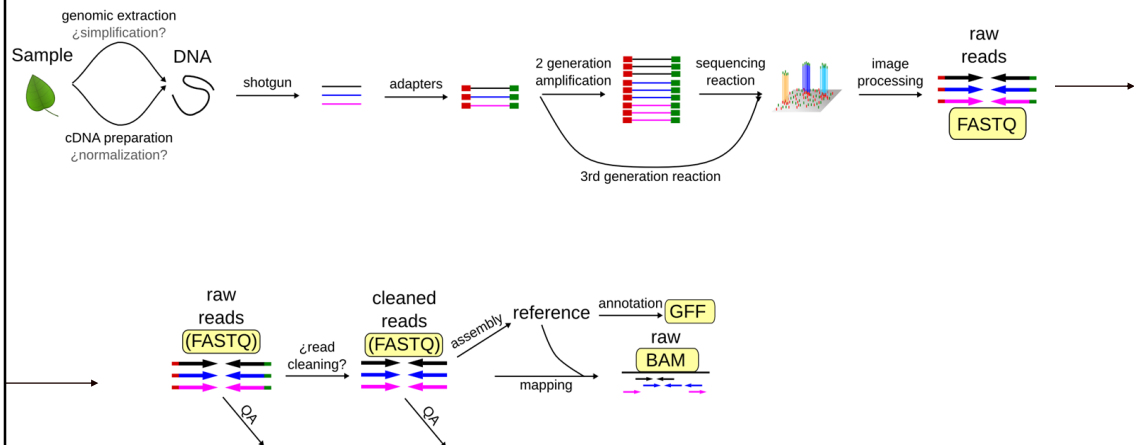 genomic extraction
¿simplification?
Sample
DNA
cDNA preparation
¿normalization?
shotgun
adapters
2 generation
amplification
sequencing
reaction
3rd generation reaction
image
processing
raw
reads
FASTQ
raw
reads
(FASTQ)
QA
¿read
cleaning?
cleaned
reads
(FASTQ)
QA
assembly
reference
annotation
GFF
mapping
raw
BAM